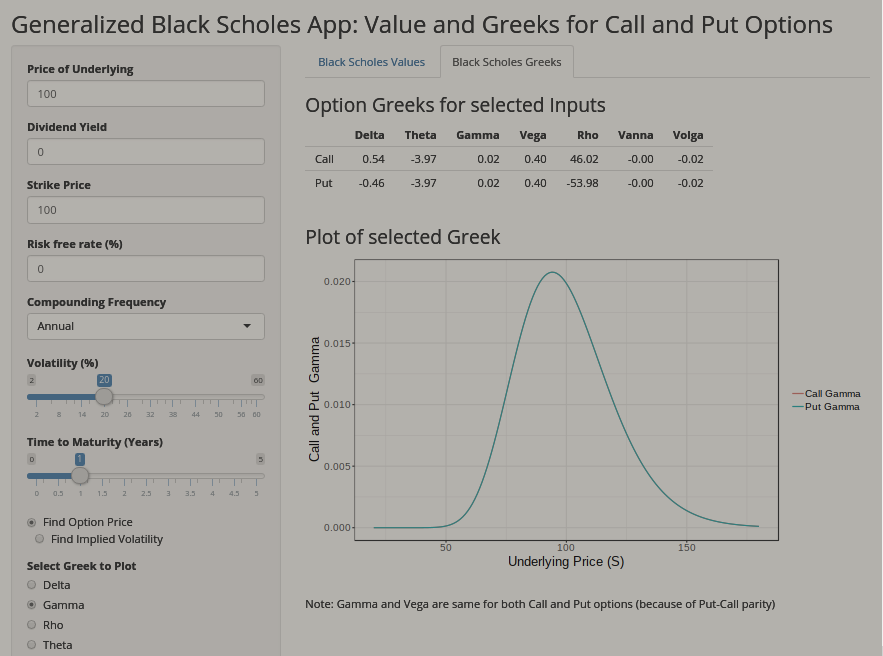 Generalized Black Scholes App: Value and Greeks for Call and Put Options
Price of Underlying
100
Dividend Yield
0
Strike Price
100
Risk free rate (%)
0
Compounding Frequency
Annual
Volatility (%)
2 20 60
2 8 14 20 26 32 38 44 50 56 60
Time to Maturity (Years)
0 1 5
0 0.5 1 1.5 2 2.5 3 3.5 4 4.5 5
Find Option Price
Find Implied Volatility
Select Greek to Plot
Delta
Gamma
Rho
Theta
Black Scholes Values Black Scholes Greeks
Option Greeks for selected Inputs
Delta Theta Gamma Vega Rho Vanna Volga
Call 0.54 -3.97 0.02 0.40 46.02 -0.00 -0.02
Put -0.46 -3.97 0.02 0.40 -53.98 -0.00 -0.02
Plot of selected Greek
Call and Put Gamma
0.020
0.015
0.010
0.005
0.000
50 100 150
Underlying Price (S)
Call Gamma
Put Gamma
Note: Gamma and Vega are same for both Call and Put options (because of Put-Call parity)